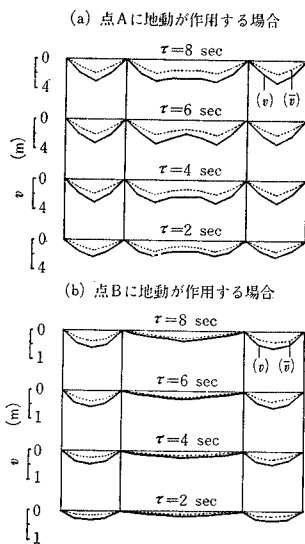 (a) 点Aに地動が作用する場合
τ=8 sec
0
4
(v) (v̄)
τ=6 sec
0
4
τ=4 sec
0
4
τ=2 sec
0
4
v (m)
(b) 点Bに地動が作用する場合
τ=8 sec
0
1
(v) (v̄)
τ=6 sec
0
1
τ=4 sec
0
1
τ=2 sec
0
1
v (m)